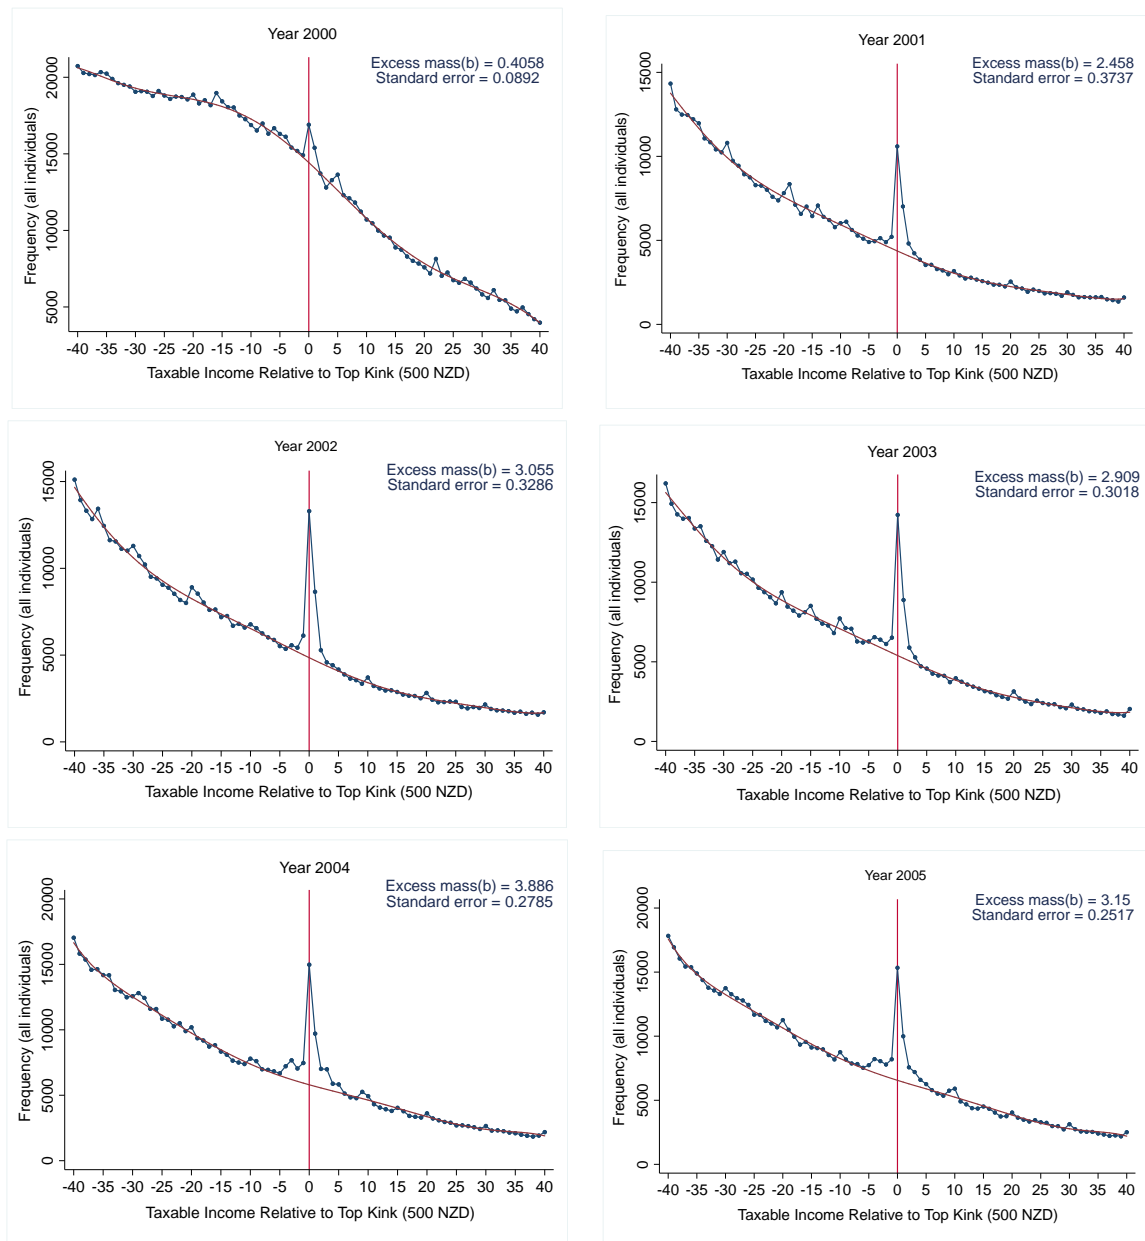 Year 2000
Excess mass(b) = 0.4058
Standard error = 0.0892
Frequency (all individuals)
20000
15000
10000
5000
-40 -35 -30 -25 -20 -15 -10 -5 0 5 10 15 20 25 30 35 40
Taxable Income Relative to Top Kink (500 NZD)
Year 2001
Excess mass(b) = 2.458
Standard error = 0.3737
Frequency (all individuals)
15000
10000
5000
0
-40 -35 -30 -25 -20 -15 -10 -5 0 5 10 15 20 25 30 35 40
Taxable Income Relative to Top Kink (500 NZD)
Year 2002
Excess mass(b) = 3.055
Standard error = 0.3286
Frequency (all individuals)
15000
10000
5000
0
-40 -35 -30 -25 -20 -15 -10 -5 0 5 10 15 20 25 30 35 40
Taxable Income Relative to Top Kink (500 NZD)
Year 2003
Excess mass(b) = 2.909
Standard error = 0.3018
Frequency (all individuals)
15000
10000
5000
0
-40 -35 -30 -25 -20 -15 -10 -5 0 5 10 15 20 25 30 35 40
Taxable Income Relative to Top Kink (500 NZD)
Year 2004
Excess mass(b) = 3.886
Standard error = 0.2785
Frequency (all individuals)
20000
15000
10000
5000
0
-40 -35 -30 -25 -20 -15 -10 -5 0 5 10 15 20 25 30 35 40
Taxable Income Relative to Top Kink (500 NZD)
Year 2005
Excess mass(b) = 3.15
Standard error = 0.2517
Frequency (all individuals)
20000
15000
10000
5000
0
-40 -35 -30 -25 -20 -15 -10 -5 0 5 10 15 20 25 30 35 40
Taxable Income Relative to Top Kink (500 NZD)